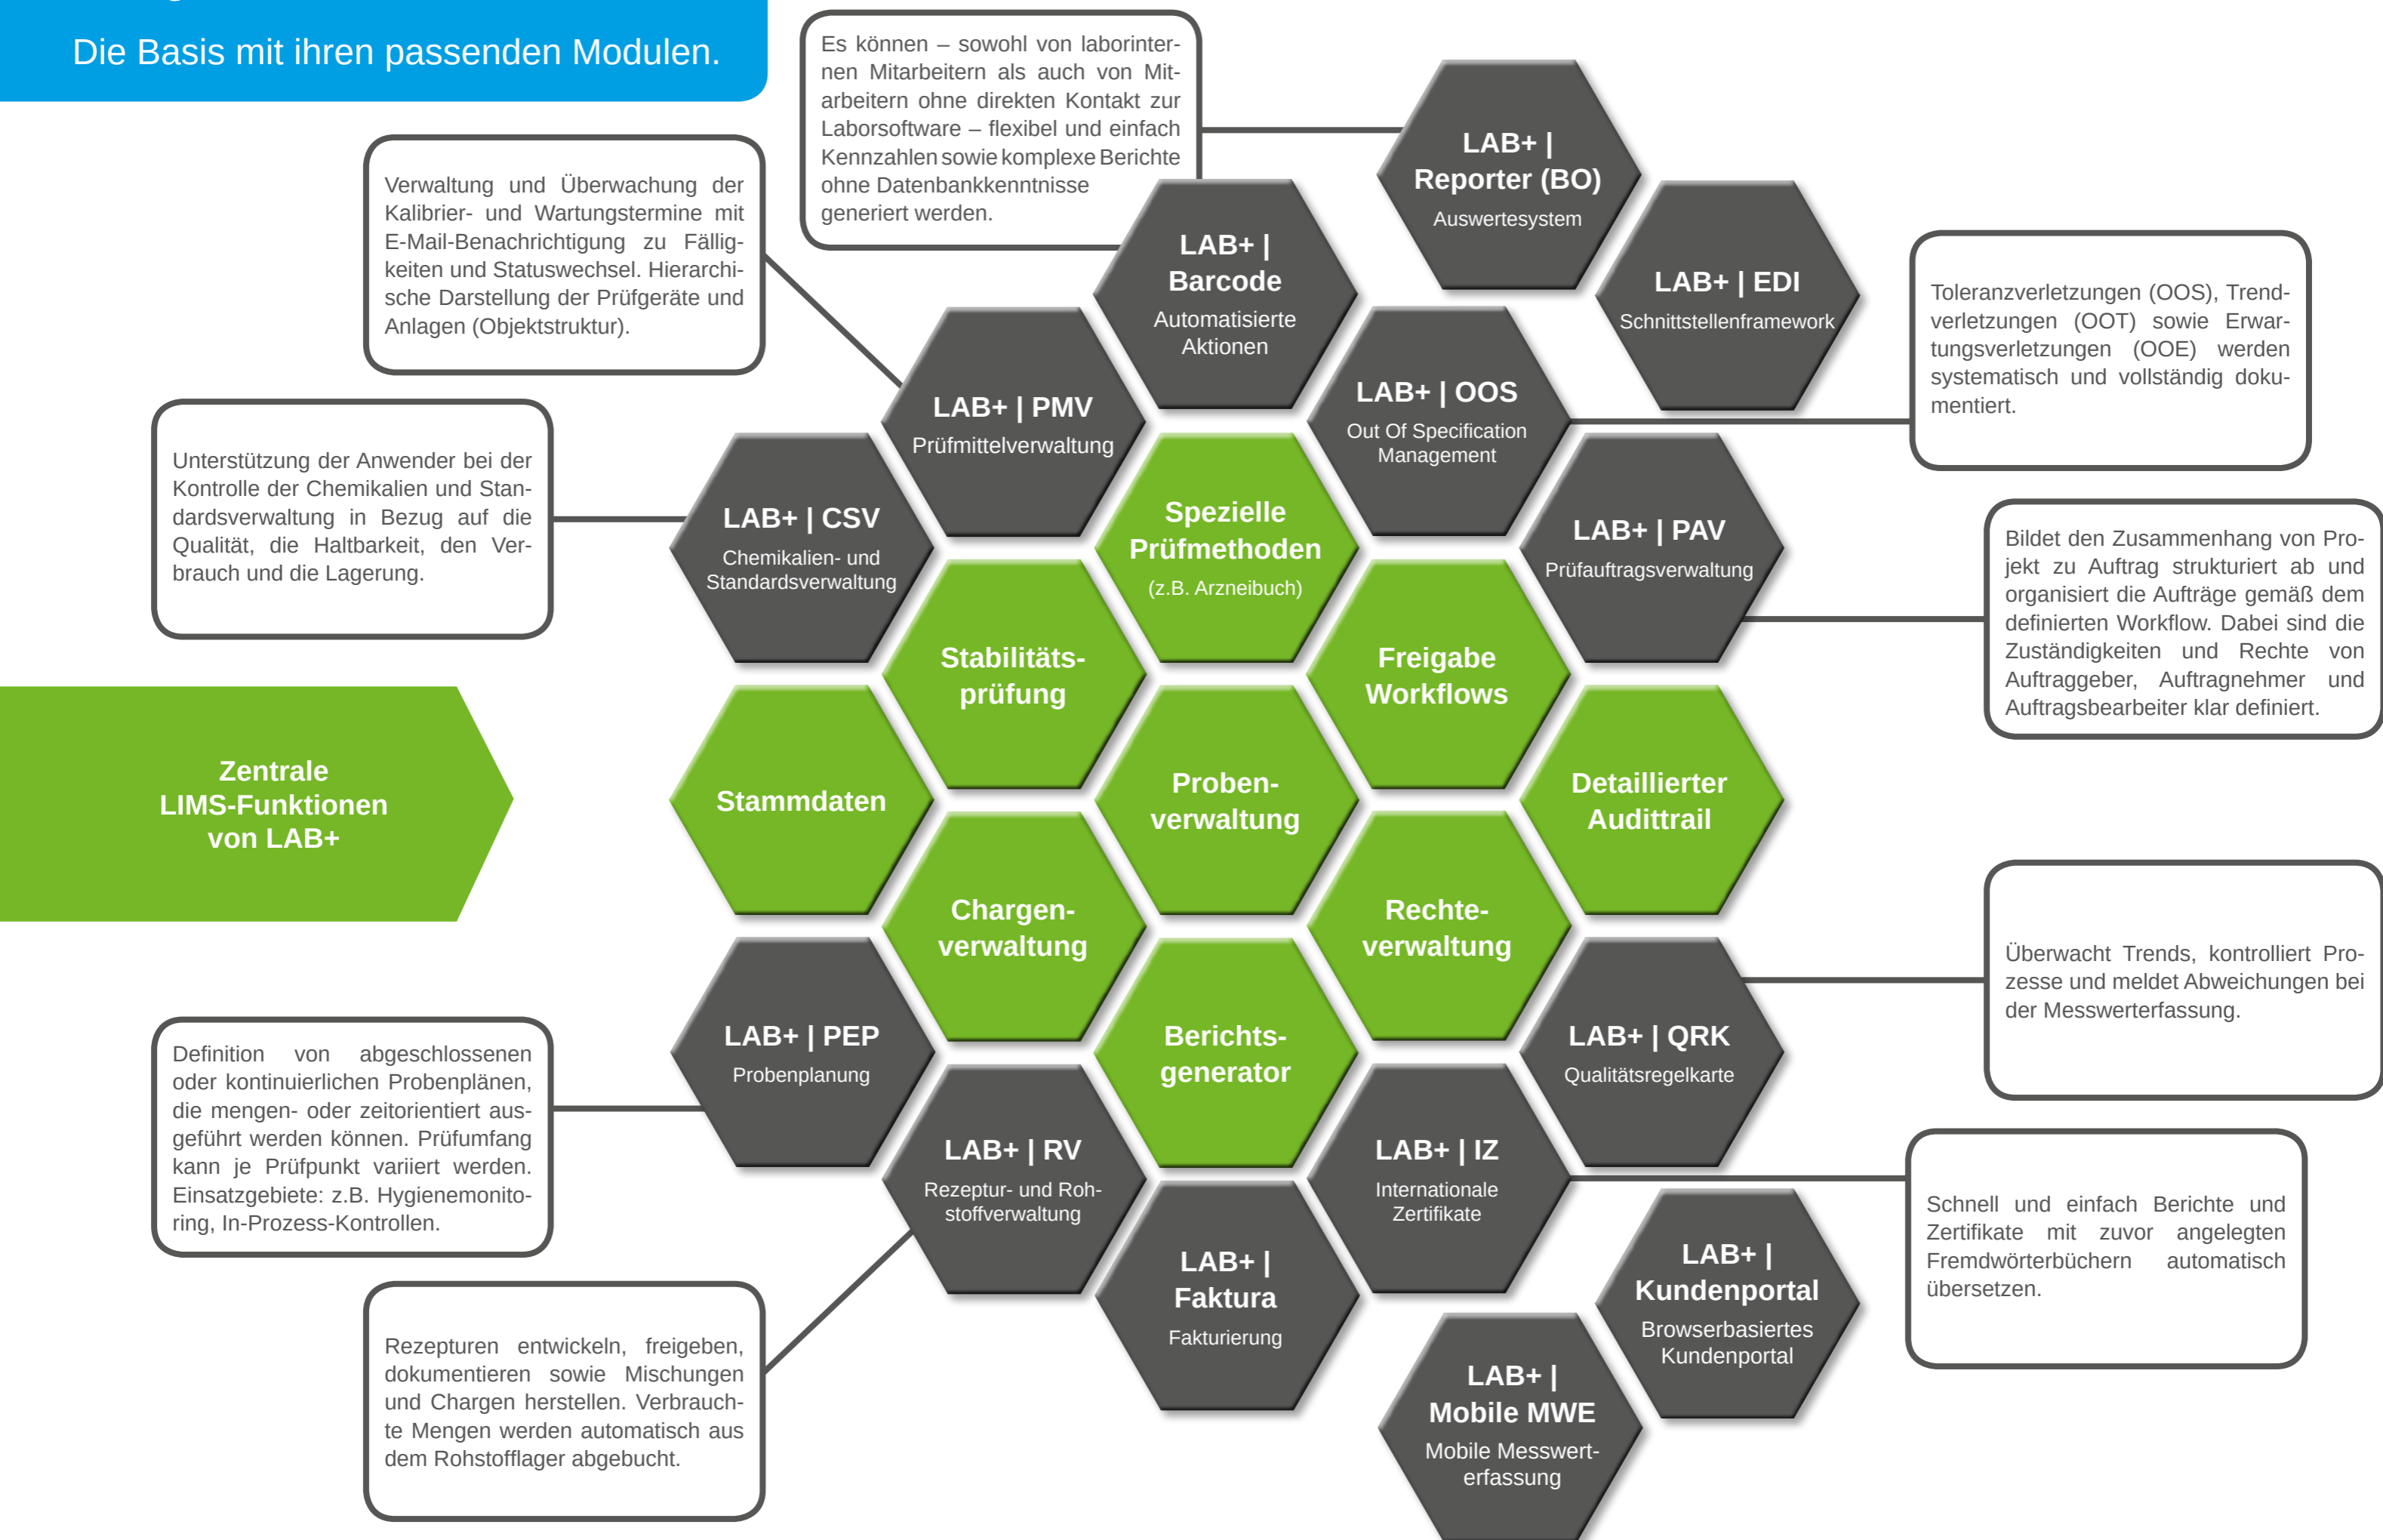 Die Basis mit ihren passenden Modulen.
Es können – sowohl von laborinter-
nen Mitarbeitern als auch von Mit-
arbeitern ohne direkten Kontakt zur
Laborsoftware – flexibel und einfach
Kennzahlen sowie komplexe Berichte
ohne Datenbankkenntnisse
generiert werden.
LAB+ |
Reporter (BO)
Auswertesystem
Verwaltung und Überwachung der
Kalibrier- und Wartungstermine mit
E-Mail-Benachrichtigung zu Fällig-
keiten und Statuswechsel. Hierarchi-
sche Darstellung der Prüfgeräte und
Anlagen (Objektstruktur).
LAB+ |
Barcode
Automatisierte
Aktionen
LAB+ | EDI
Schnittstellenframework
Toleranzverletzungen (OOS), Trend-
verletzungen (OOT) sowie Erwar-
tungsverletzungen (OOE) werden
systematisch und vollständig doku-
mentiert.
LAB+ | PMV
Prüfmittelverwaltung
LAB+ | OOS
Out Of Specification
Management
Unterstützung der Anwender bei der
Kontrolle der Chemikalien und Stan-
dardsverwaltung in Bezug auf die
Qualität, die Haltbarkeit, den Ver-
brauch und die Lagerung.
LAB+ | CSV
Chemikalien- und
Standardsverwaltung
Spezielle
Prüfmethoden
(z.B. Arzneibuch)
LAB+ | PAV
Prüfauftragsverwaltung
Bildet den Zusammenhang von Pro-
jekt zu Auftrag strukturiert ab und
organisiert die Aufträge gemäß dem
definierten Workflow. Dabei sind die
Zuständigkeiten und Rechte von
Auftraggeber, Auftragnehmer und
Auftragsbearbeiter klar definiert.
Stabilitäts-
prüfung
Freigabe
Workflows
Zentrale
LIMS-Funktionen
von LAB+
Stammdaten
Proben-
verwaltung
Detaillierter
Audittrail
Chargen-
verwaltung
Rechte-
verwaltung
Überwacht Trends, kontrolliert Pro-
zesse und meldet Abweichungen bei
der Messwerterfassung.
Definition von abgeschlossenen
oder kontinuierlichen Probenplänen,
die mengen- oder zeitorientiert aus-
geführt werden können. Prüfumfang
kann je Prüfpunkt variiert werden.
Einsatzgebiete: z.B. Hygienemonito-
ring, In-Prozess-Kontrollen.
LAB+ | PEP
Probenplanung
Berichts-
generator
LAB+ | QRK
Qualitätsregelkarte
LAB+ | RV
Rezeptur- und Roh-
stoffverwaltung
LAB+ | IZ
Internationale
Zertifikate
Schnell und einfach Berichte und
Zertifikate mit zuvor angelegten
Fremdwörterbüchern automatisch
übersetzen.
LAB+ |
Faktura
Fakturierung
LAB+ |
Kundenportal
Browserbasiertes
Kundenportal
Rezepturen entwickeln, freigeben,
dokumentieren sowie Mischungen
und Chargen herstellen. Verbrauch-
te Mengen werden automatisch aus
dem Rohstofflager abgebucht.
LAB+ |
Mobile MWE
Mobile Messwert-
erfassung